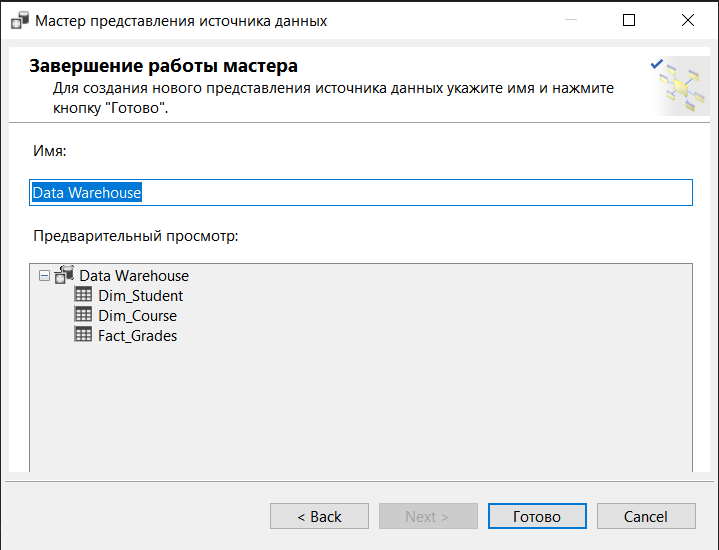 Мастер представления источника данных
Завершение работы мастера
Для создания нового представления источника данных укажите имя и нажмите
кнопку "Готово".
Имя:
Data Warehouse
Предварительный просмотр:
Data Warehouse
Dim_Student
Dim_Course
Fact_Grades
< Back
Next >
Готово
Cancel